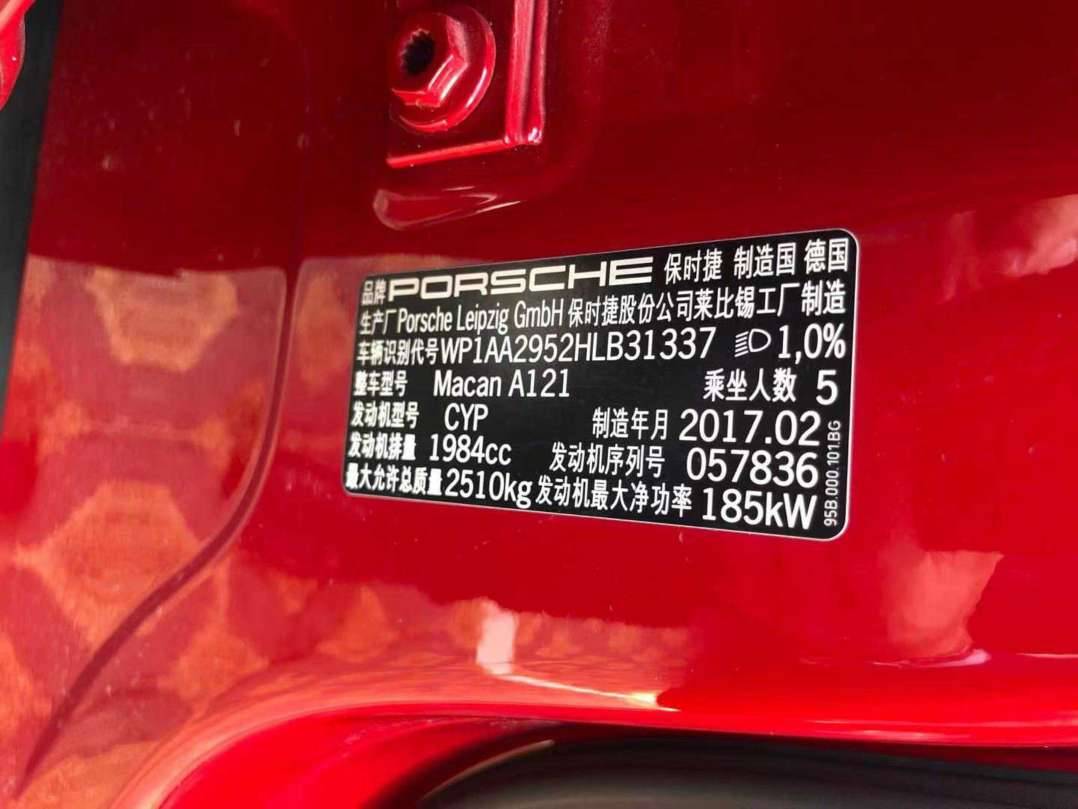 品牌 PORSCHE 保时捷 制造国 德国
生产厂 Porsche Leipzig GmbH 保时捷股份公司莱比锡工厂制造
车辆识别代号 WP1AA2952HLB31337 1,0%
整车型号 Macan A121 乘坐人数 5
发动机型号 CYP 制造年月 2017.02
发动机排量 1984cc 发动机序列号 057836
最大允许总质量 2510kg 发动机最大净功率 185kW
95B.000.101.BG